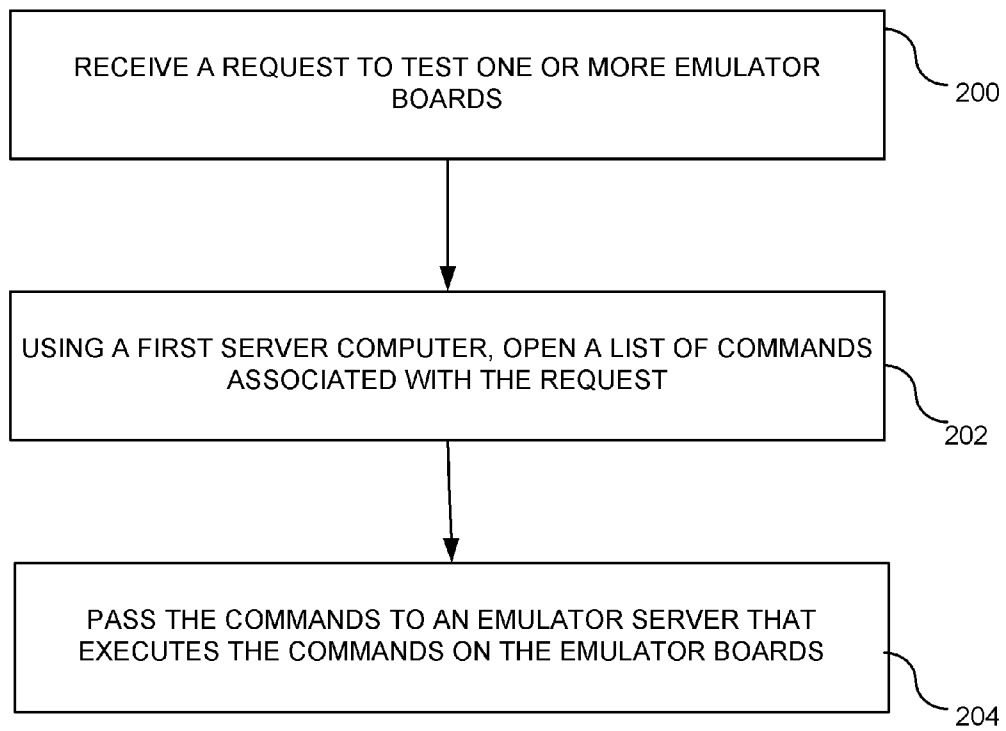 RECEIVE A REQUEST TO TEST ONE OR MORE EMULATOR
BOARDS
200
USING A FIRST SERVER COMPUTER, OPEN A LIST OF COMMANDS
ASSOCIATED WITH THE REQUEST
202
PASS THE COMMANDS TO AN EMULATOR SERVER THAT
EXECUTES THE COMMANDS ON THE EMULATOR BOARDS
204